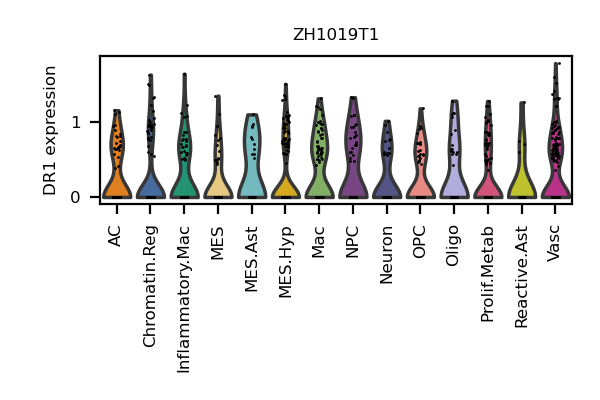 ZH1019T1
DR1 expression
1
0
AC
Chromatin.Reg
Inflammatory.Mac
MES
MES.Ast
MES.Hyp
Mac
NPC
Neuron
OPC
Oligo
Prolif.Metab
Reactive.Ast
Vasc